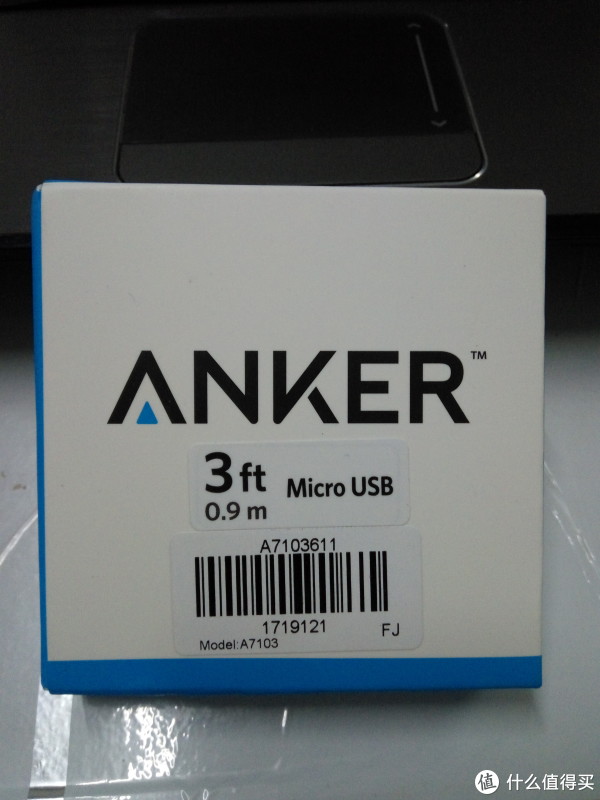 ANKER™
3 ft Micro USB
0.9 m
A7103611
1719121
FJ
Model:A7103
值 什么值得买